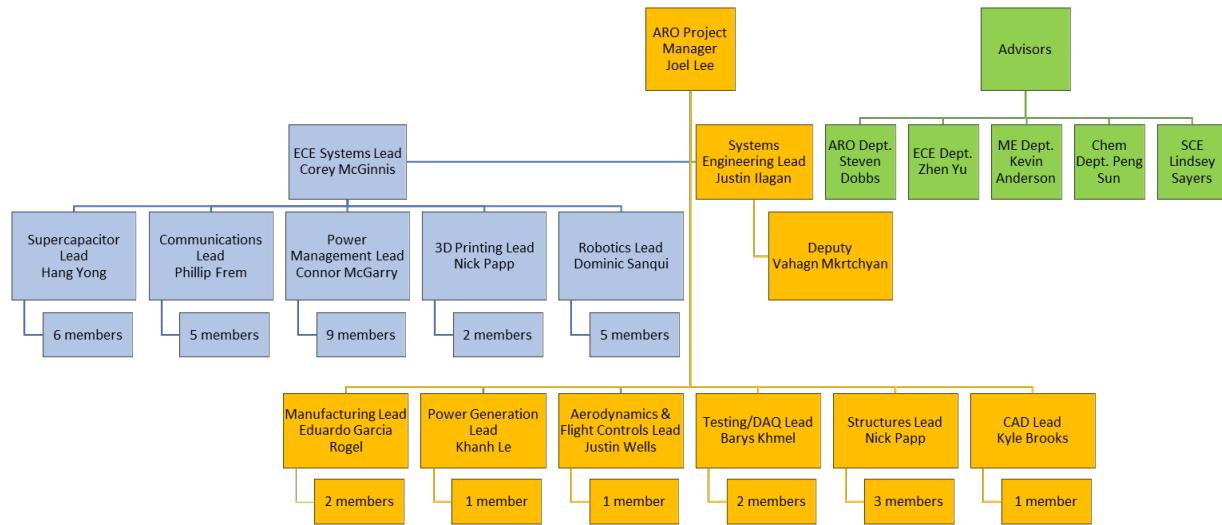 ARO Project
Manager
Joel Lee
Advisors
ECE Systems Lead
Corey McGinnis
Systems
Engineering Lead
Justin Ilagan
ARO Dept.
Steven
Dobbs
ECE Dept.
Zhen Yu
ME Dept.
Kevin
Anderson
Chem
Dept. Peng
Sun
SCE
Lindsey
Sayers
Supercapacitor
Lead
Hang Yong
Communications
Lead
Phillip Frem
Power
Management Lead
Connor McGarry
3D Printing Lead
Nick Papp
Robotics Lead
Dominic Sanqui
Deputy
Vahagn Mkrtchyan
6 members
5 members
9 members
2 members
5 members
Manufacturing Lead
Eduardo Garcia
Rogel
Power Generation
Lead
Khanh Le
Aerodynamics &
Flight Controls Lead
Justin Wells
Testing/DAQ Lead
Barys Khmel
Structures Lead
Nick Papp
CAD Lead
Kyle Brooks
2 members
1 member
1 member
2 members
3 members
1 member